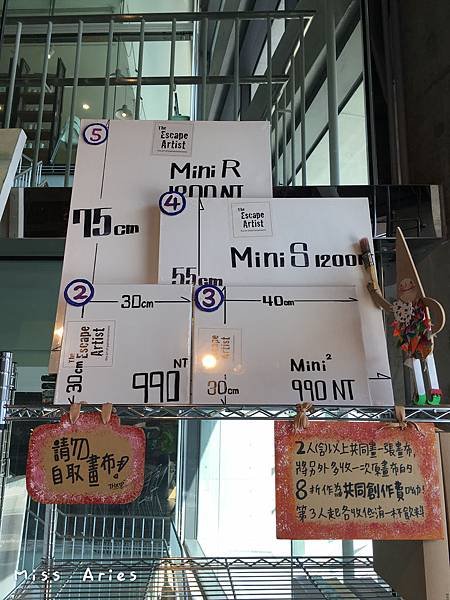 5
The
Escape
Artist
Mini R
1800 NT
75cm
4
The
Escape
Artist
Mini S 1200
55cm
2
30cm
30cm
The
Escape
Artist
990 NT
3
40cm
Mini²
30cm
990 NT
請勿
自取畫布!
2人(含)以上共同畫一張畫布,
將另外多收一次原畫布的
8折作為共同創作費
第3人起各收低消一杯飲料
Miss Aries